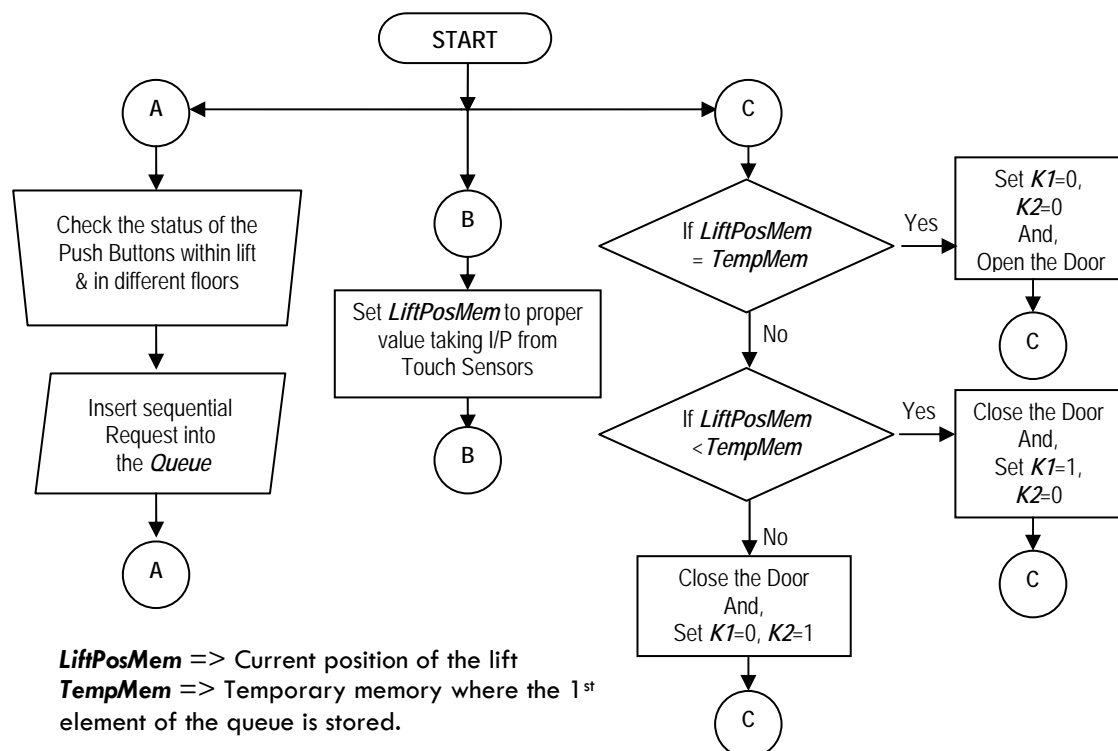 START
A
C
B
Check the status of the
Push Buttons within lift
& in different floors
Insert sequential
Request into
the Queue
A
Set LiftPosMem to proper
value taking I/P from
Touch Sensors
B
If LiftPosMem
= TempMem
Yes
Set K1=0,
K2=0
And,
Open the Door
C
No
If LiftPosMem
<TempMem
Yes
Close the Door
And,
Set K1=1,
K2=0
C
No
Close the Door
And,
Set K1=0, K2=1
C
LiftPosMem => Current position of the lift
TempMem => Temporary memory where the 1st
element of the queue is stored.